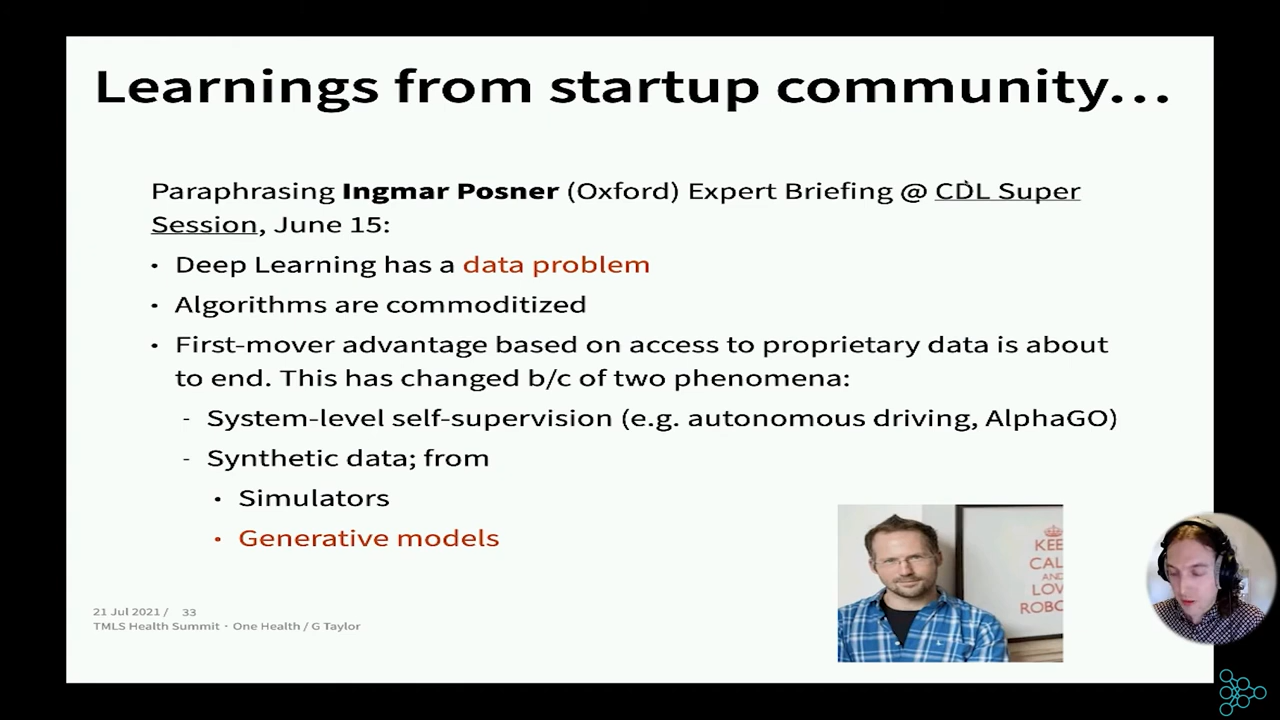 Learnings from startup community...
Paraphrasing Ingmar Posner (Oxford) Expert Briefing @ CDL Super
Session, June 15:
• Deep Learning has a data problem
• Algorithms are commoditized
• First-mover advantage based on access to proprietary data is about
to end. This has changed b/c of two phenomena:
- System-level self-supervision (e.g. autonomous driving, AlphaGO)
- Synthetic data; from
• Simulators
• Generative models
KEE
CAL
AND
LOV
ROBO
21 Jul 2021 / 33
TMLS Health Summit · One Health / G Taylor